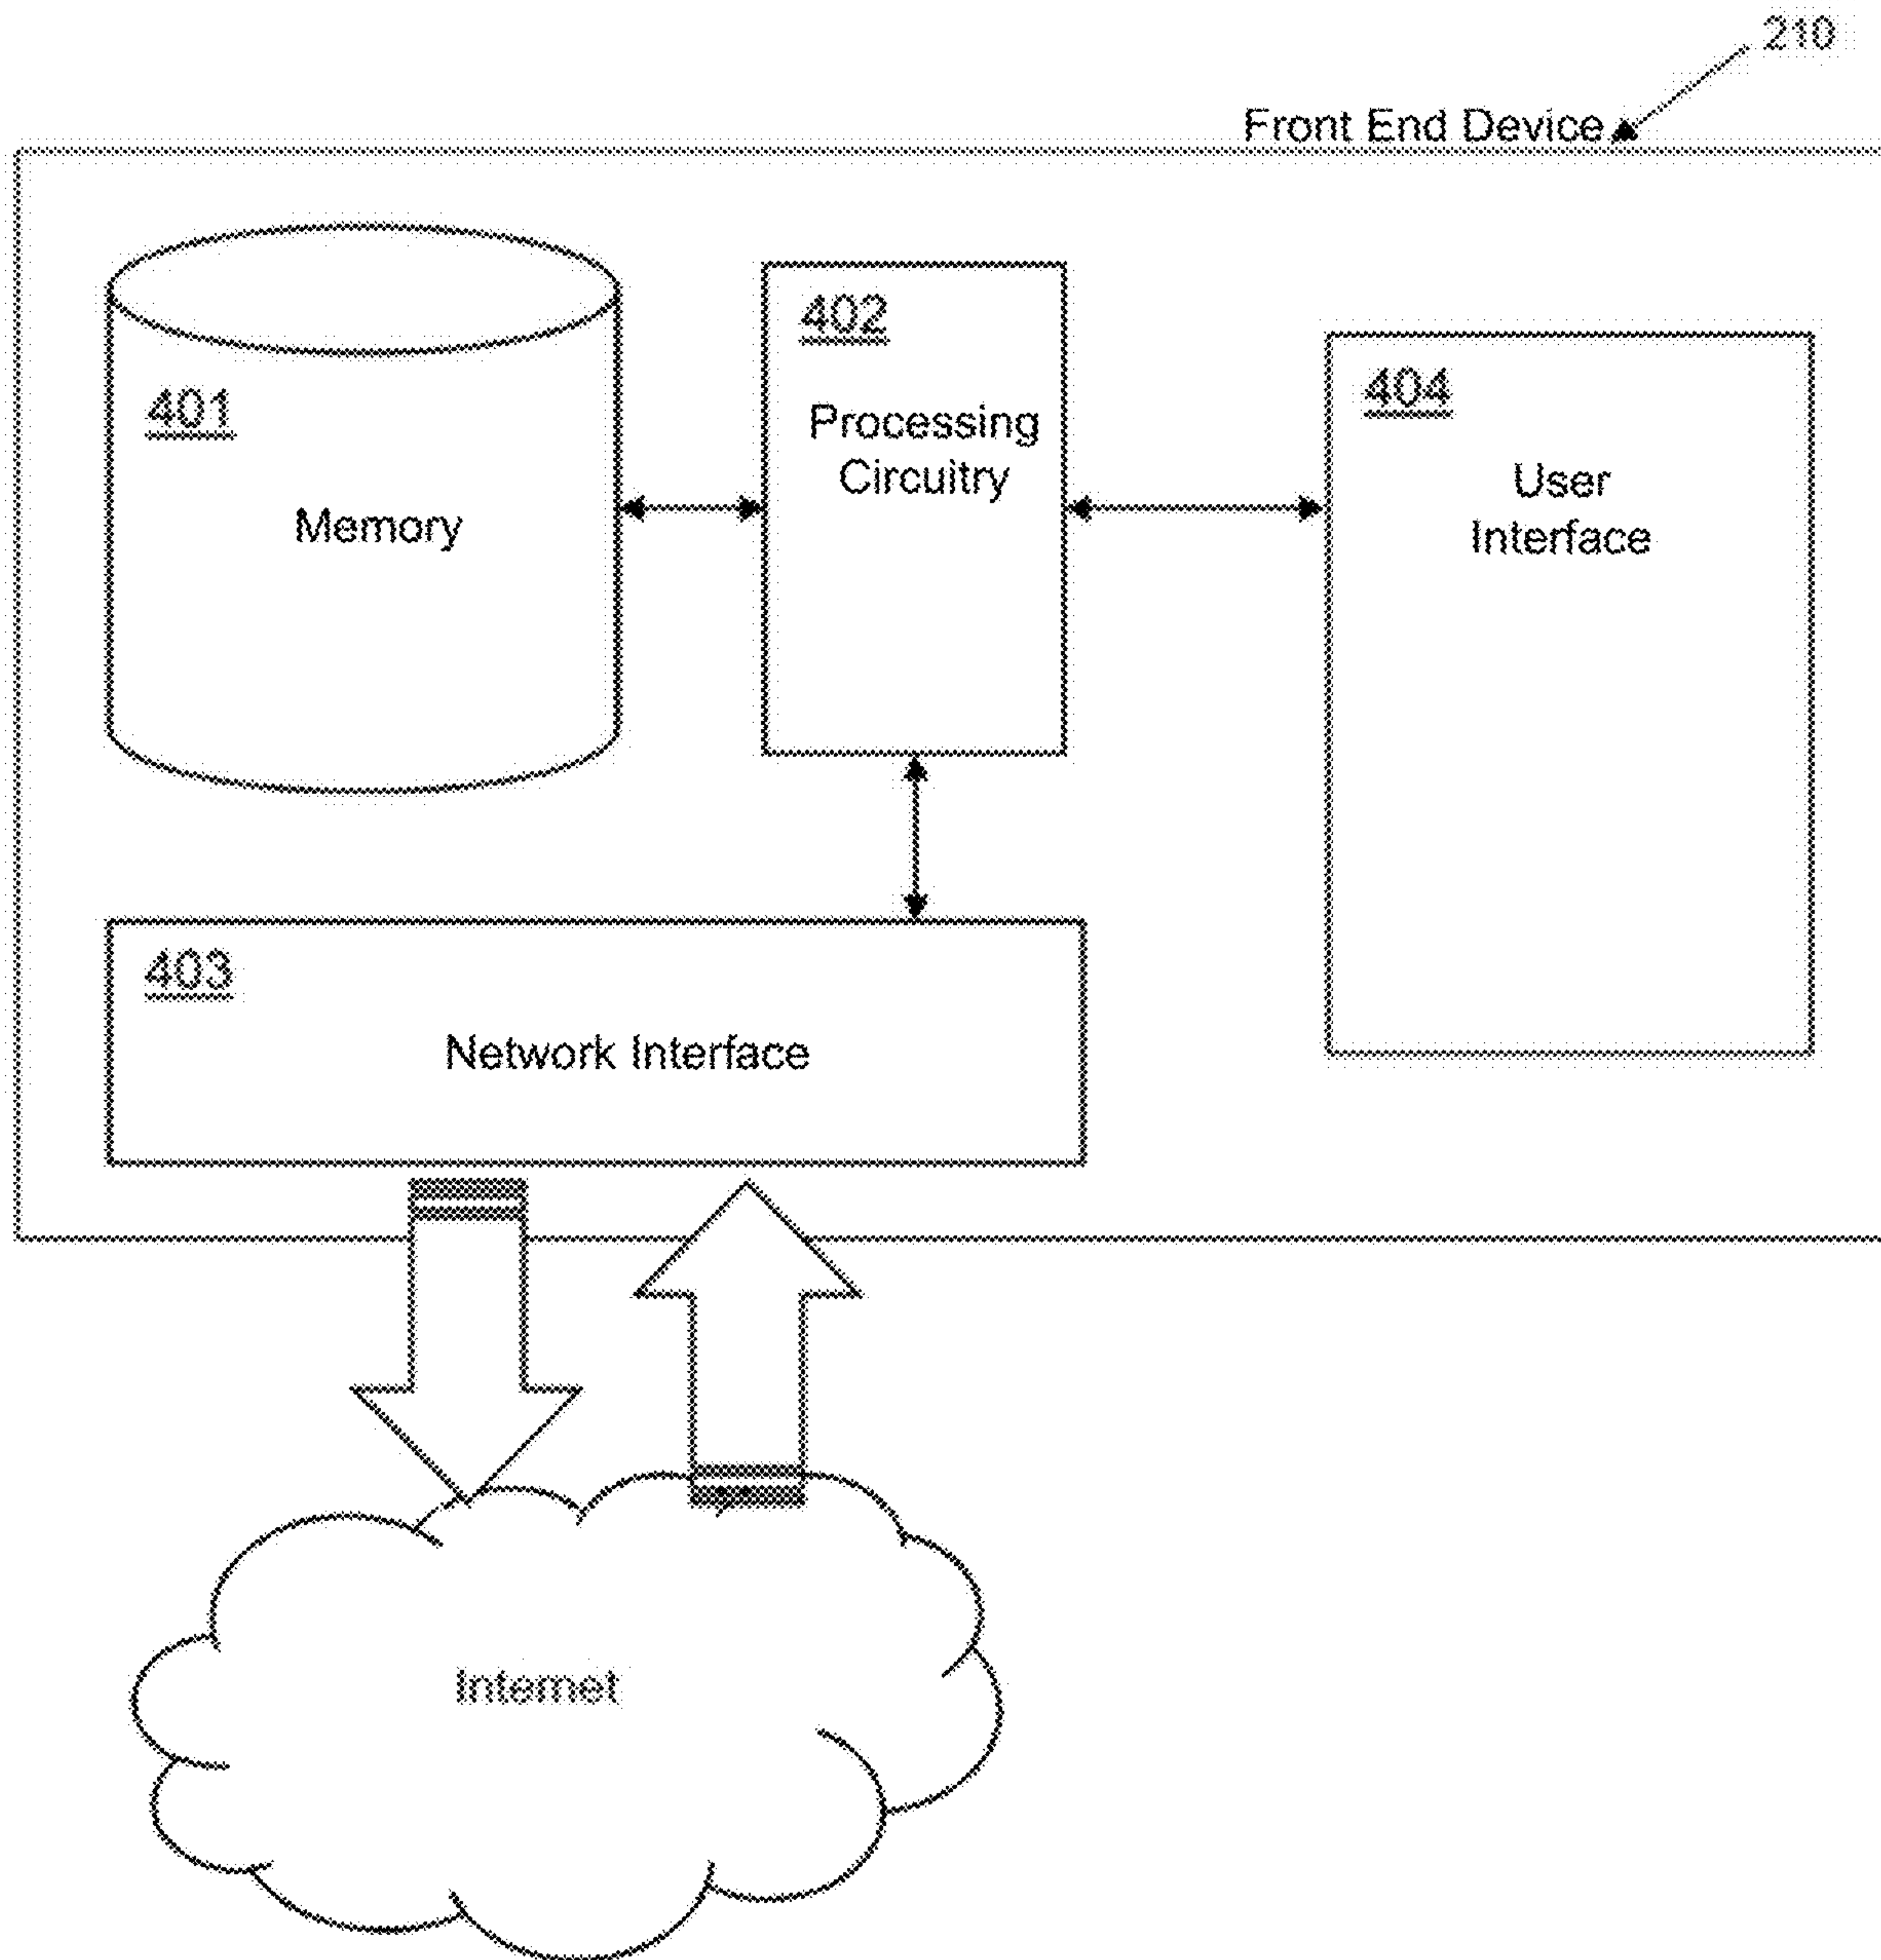 210
Front End Device
401
Memory
402
Processing
Circuitry
404
User
Interface
403
Network Interface
Internet